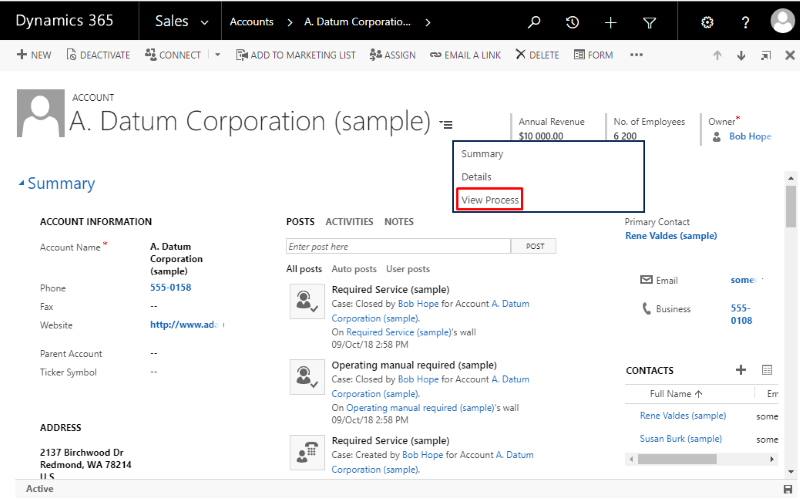 Dynamics 365 Sales Accounts A. Datum Corporatio...
NEW DEACTIVATE CONNECT ADD TO MARKETING LIST ASSIGN EMAIL A LINK DELETE FORM
ACCOUNT
A. Datum Corporation (sample)
Annual Revenue
$10 000.00
No. of Employees
6 200
Owner*
Bob Hope
Summary
Details
View Process
Summary
ACCOUNT INFORMATION
Account Name*
A. Datum
Corporation
(sample)
Phone 555-0158
Fax --
Website http://www.ada
Parent Account --
Ticker Symbol --
ADDRESS
2137 Birchwood Dr
Redmond, WA 78214
U.S.
POSTS ACTIVITIES NOTES
Enter post here POST
All posts Auto posts User posts
Required Service (sample)
Case: Closed by Bob Hope for Account A. Datum
Corporation (sample).
On Required Service (sample)'s wall
09/Oct/18 2:58 PM
Operating manual required (sample)
Case: Closed by Bob Hope for Account A. Datum
Corporation (sample).
On Operating manual required (sample)'s wall
09/Oct/18 2:58 PM
Required Service (sample)
Case: Created by Bob Hope for Account A. Datum
Corporation (sample).
Primary Contact
Rene Valdes (sample)
Email some
Business 555-
0108
CONTACTS
Full Name Em
Rene Valdes (sample) some
Susan Burk (sample) some
Active